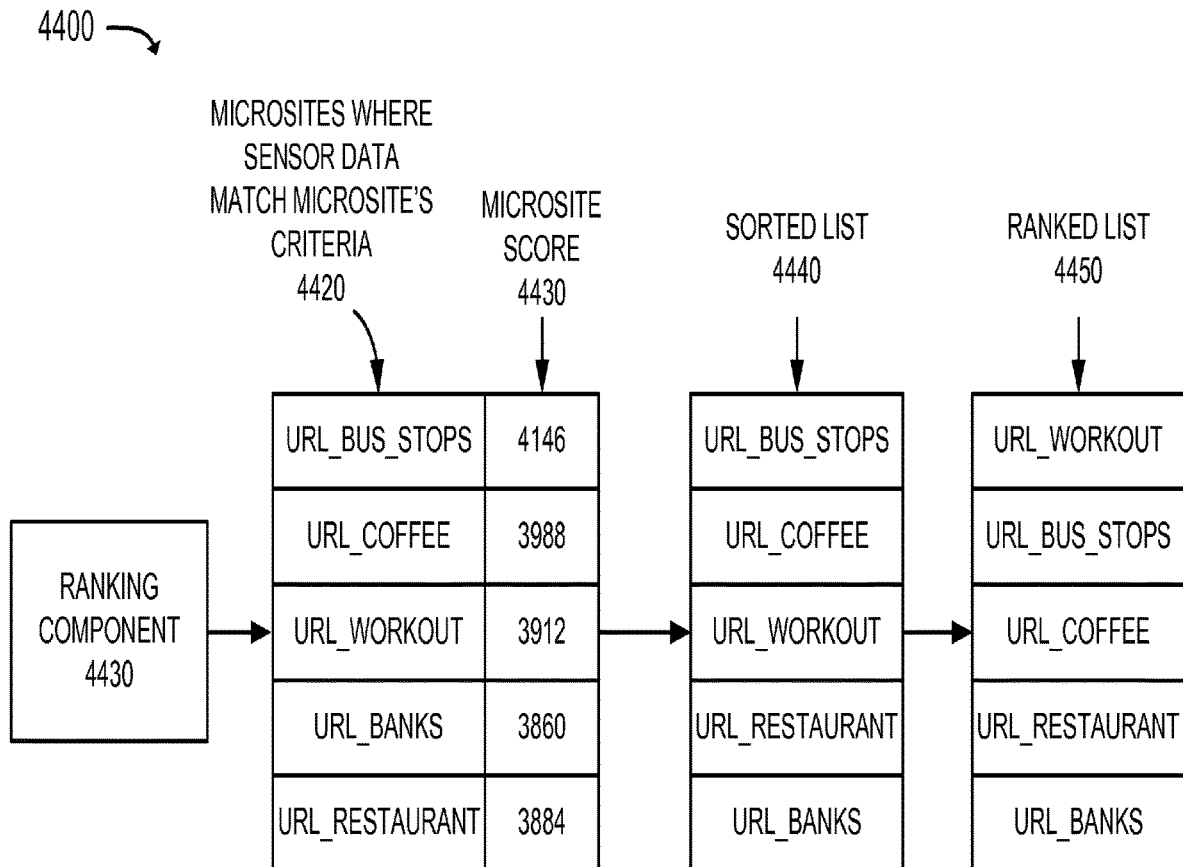 4400
MICROSITES WHERE
SENSOR DATA
MATCH MICROSITE'S
CRITERIA
4420
MICROSITE
SCORE
4430
SORTED LIST
4440
RANKED LIST
4450
RANKING
COMPONENT
4430
URL_BUS_STOPS 4146
URL_COFFEE 3988
URL_WORKOUT 3912
URL_BANKS 3860
URL_RESTAURANT 3884
URL_BUS_STOPS
URL_COFFEE
URL_WORKOUT
URL_RESTAURANT
URL_BANKS
URL_WORKOUT
URL_BUS_STOPS
URL_COFFEE
URL_RESTAURANT
URL_BANKS